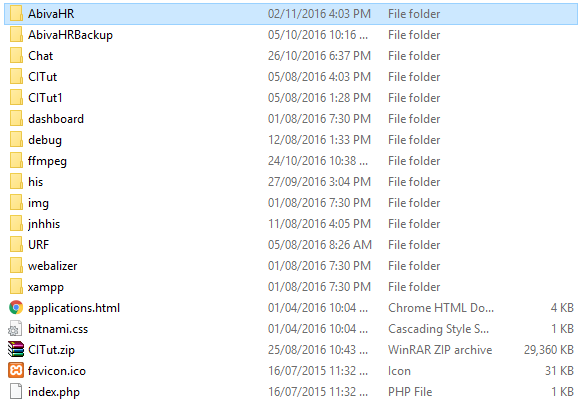 AbivaHR 02/11/2016 4:03 PM File folder
AbivaHRBackup 05/10/2016 10:16 ... File folder
Chat 26/10/2016 6:37 PM File folder
CITut 05/08/2016 4:03 PM File folder
CITut1 05/08/2016 1:28 PM File folder
dashboard 01/08/2016 7:30 PM File folder
debug 12/08/2016 1:33 PM File folder
ffmpeg 24/10/2016 10:38 ... File folder
his 27/09/2016 3:04 PM File folder
img 01/08/2016 7:30 PM File folder
jnhhis 11/08/2016 4:05 PM File folder
URF 05/08/2016 8:26 AM File folder
webalizer 01/08/2016 7:30 PM File folder
xampp 01/08/2016 7:30 PM File folder
applications.html 01/04/2016 10:04 ... Chrome HTML Do... 4 KB
bitnami.css 01/04/2016 10:04 ... Cascading Style S... 1 KB
CITut.zip 25/08/2016 10:43 ... WinRAR ZIP archive 29,360 KB
favicon.ico 16/07/2015 11:32 ... Icon 31 KB
index.php 16/07/2015 11:32 ... PHP File 1 KB